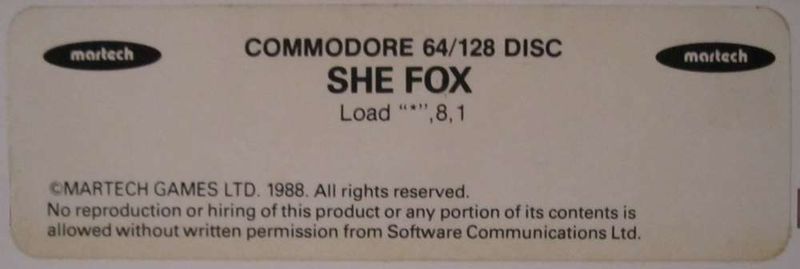 martech COMMODORE 64/128 DISC martech
SHE FOX
Load "*",8,1
©MARTECH GAMES LTD. 1988. All rights reserved.
No reproduction or hiring of this product or any portion of its contents is
allowed without written permission from Software Communications Ltd.